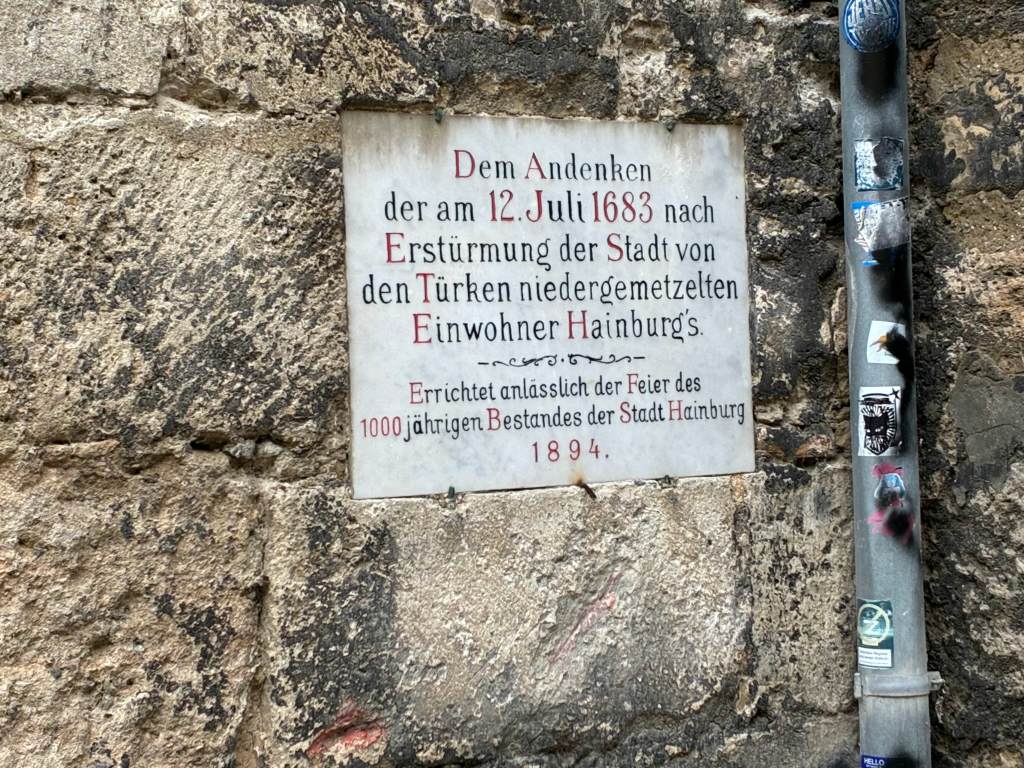 Dem Andenken
der am 12. Juli 1683 nach
Erstürmung der Stadt von
den Türken niedergemetzelten
Einwohner Hainburg's.
Errichtet anlässlich der Feier des
1000 jährigen Bestandes der Stadt Hainburg
1894.
HELLO